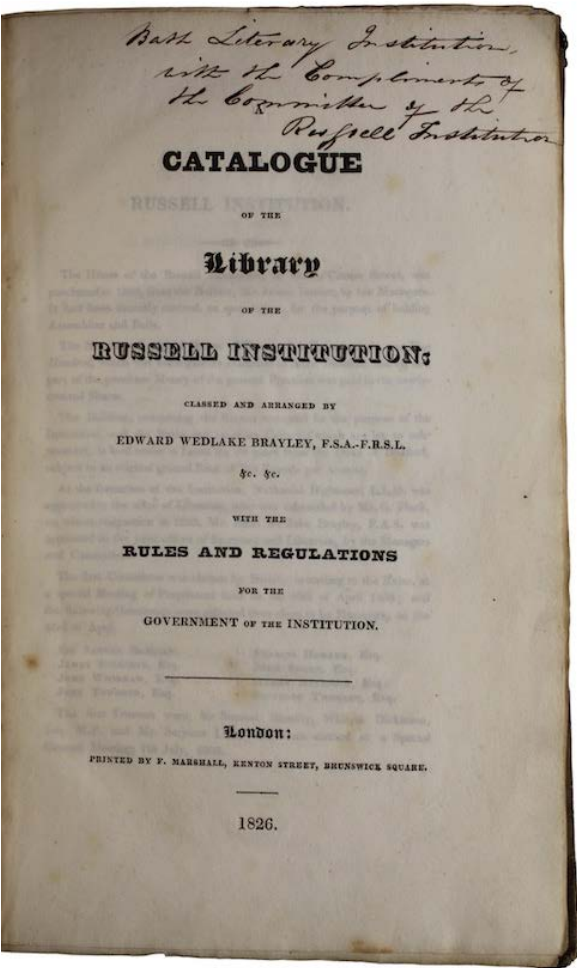 Bath Literary Institution,
with the Compliments of
the Committee of the
Russell Institution
CATALOGUE
OF THE
Library
OF THE
RUSSELL INSTITUTION;
CLASSED AND ARRANGED BY
EDWARD WEDLAKE BRAYLEY, F.S.A.-F.R.S.L.
&c. &c.
WITH THE
RULES AND REGULATIONS
FOR THE
GOVERNMENT OF THE INSTITUTION.
London:
PRINTED BY F. MARSHALL, KENTON STREET, BRUNSWICK SQUARE.
1826.